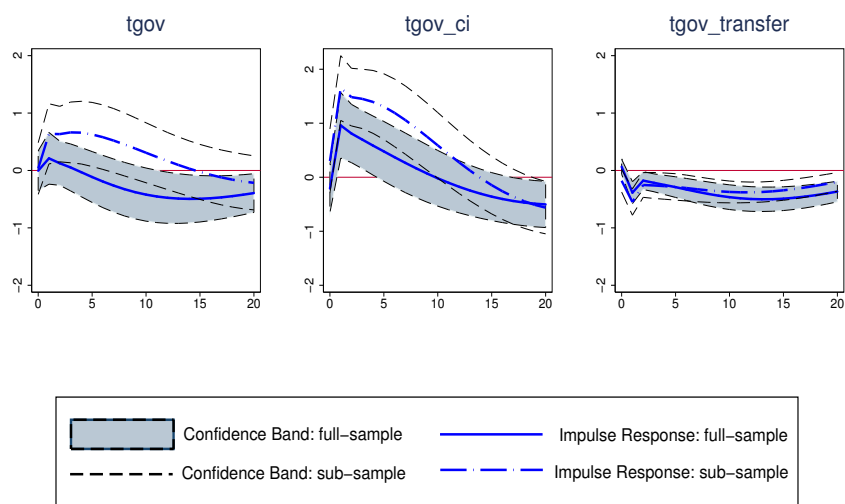 tgov tgov_ci tgov_transfer
2 2 2
1 1 1
0 0 0
−1 −1 −1
−2 −2 −2
0 5 10 15 20 0 5 10 15 20 0 5 10 15 20
Confidence Band: full−sample Impulse Response: full−sample
Confidence Band: sub−sample Impulse Response: sub−sample